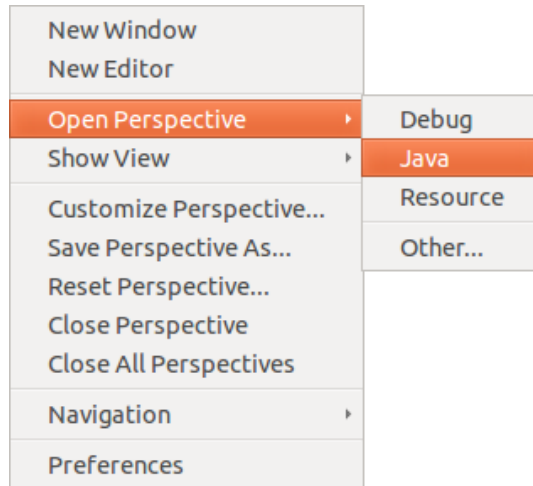 New Window
New Editor
Open Perspective
Show View
Customize Perspective...
Save Perspective As...
Reset Perspective...
Close Perspective
Close All Perspectives
Navigation
Preferences
Debug
Java
Resource
Other...